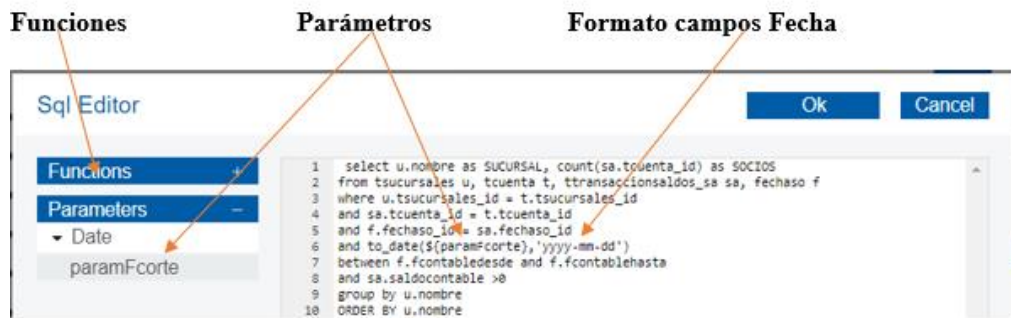 Funciones Parámetros Formato campos Fecha
Sql Editor Ok Cancel
Functions +
Parameters −
Date
paramFcorte
1 select u.nombre as SUCURSAL, count(sa.tcuenta_id) as SOCIOS
2 from tsucursales u, tcuenta t, ttransaccionsaldos_sa sa, fechaso f
3 where u.tsucursales_id = t.tsucursales_id
4 and sa.tcuenta_id = t.tcuenta_id
5 and f.fechaso_id = sa.fechaso_id
6 and to_date(${paramFcorte},'yyyy-mm-dd')
7 between f.fcontabledesde and f.fcontablehasta
8 and sa.saldocontable >0
9 group by u.nombre
10 ORDER BY u.nombre